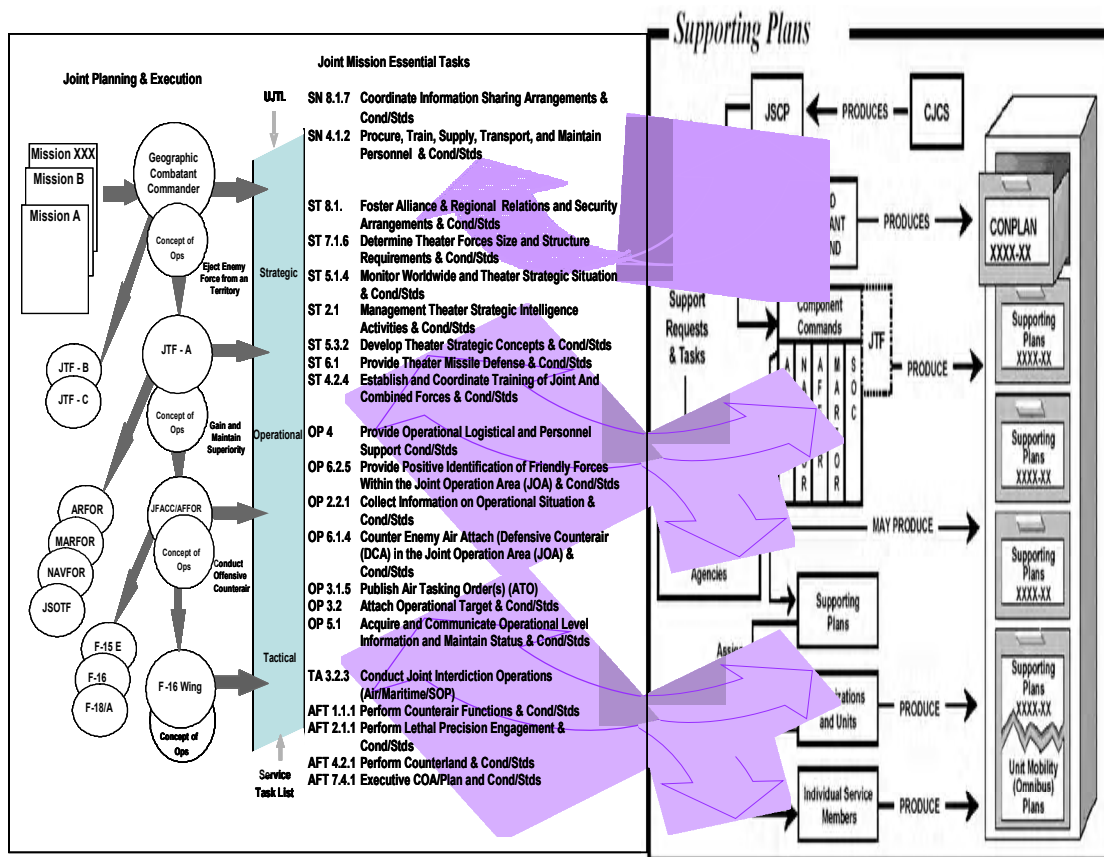 Supporting Plans
Joint Planning & Execution
Joint Mission Essential Tasks
UJTL
Mission XXX
Mission B
Mission A
Geographic
Combatant
Commander
Concept of
Ops
Eject Enemy
Force from an
Territory
JTF - A
JTF - B
JTF - C
Concept of
Ops
Gain and
Maintain
Superiority
ARFOR
MARFOR
NAVFOR
JSOTF
JFACC/AFFOR
Concept of
Ops
Conduct
Offensive
Counterair
F-15 E
F-16
F-18/A
F-16 Wing
Concept of
Ops
Strategic
Operational
Tactical
Service
Task List
SN 8.1.7 Coordinate Information Sharing Arrangements &
Cond/Stds
SN 4.1.2 Procure, Train, Supply, Transport, and Maintain
Personnel & Cond/Stds
ST 8.1. Foster Alliance & Regional Relations and Security
Arrangements & Cond/Stds
ST 7.1.6 Determine Theater Forces Size and Structure
Requirements & Cond/Stds
ST 5.1.4 Monitor Worldwide and Theater Strategic Situation
& Cond/Stds
ST 2.1 Management Theater Strategic Intelligence
Activities & Cond/Stds
ST 5.3.2 Develop Theater Strategic Concepts & Cond/Stds
ST 6.1 Provide Theater Missile Defense & Cond/Stds
ST 4.2.4 Establish and Coordinate Training of Joint And
Combined Forces & Cond/Stds
OP 4 Provide Operational Logistical and Personnel
Support Cond/Stds
OP 6.2.5 Provide Positive Identification of Friendly Forces
Within the Joint Operation Area (JOA) & Cond/Stds
OP 2.2.1 Collect Information on Operational Situation &
Cond/Stds
OP 6.1.4 Counter Enemy Air Attach (Defensive Counterair
(DCA) in the Joint Operation Area (JOA) &
Cond/Stds
OP 3.1.5 Publish Air Tasking Order(s) (ATO)
OP 3.2 Attach Operational Target & Cond/Stds
OP 5.1 Acquire and Communicate Operational Level
Information and Maintain Status & Cond/Stds
TA 3.2.3 Conduct Joint Interdiction Operations
(Air/Maritime/SOP)
AFT 1.1.1 Perform Counterair Functions & Cond/Stds
AFT 2.1.1 Perform Lethal Precision Engagement &
Cond/Stds
AFT 4.2.1 Perform Counterland & Cond/Stds
AFT 7.4.1 Executive COA/Plan and Cond/Stds
JSCP
PRODUCES
CJCS
PRODUCES
CONPLAN
XXXX-XX
Support
Requests
& Tasks
Component
Commands
JTF
SOC
PRODUCE
Supporting
Plans
XXXX-XX
Supporting
Plans
XXXX-XX
MAY PRODUCE
Supporting
Plans
XXXX-XX
Agencies
Supporting
Plans
and Units
PRODUCE
Supporting
Plans
XXXX-XX
Unit Mobility
(Omnibus)
Plans
Individual Service
Members
PRODUCE